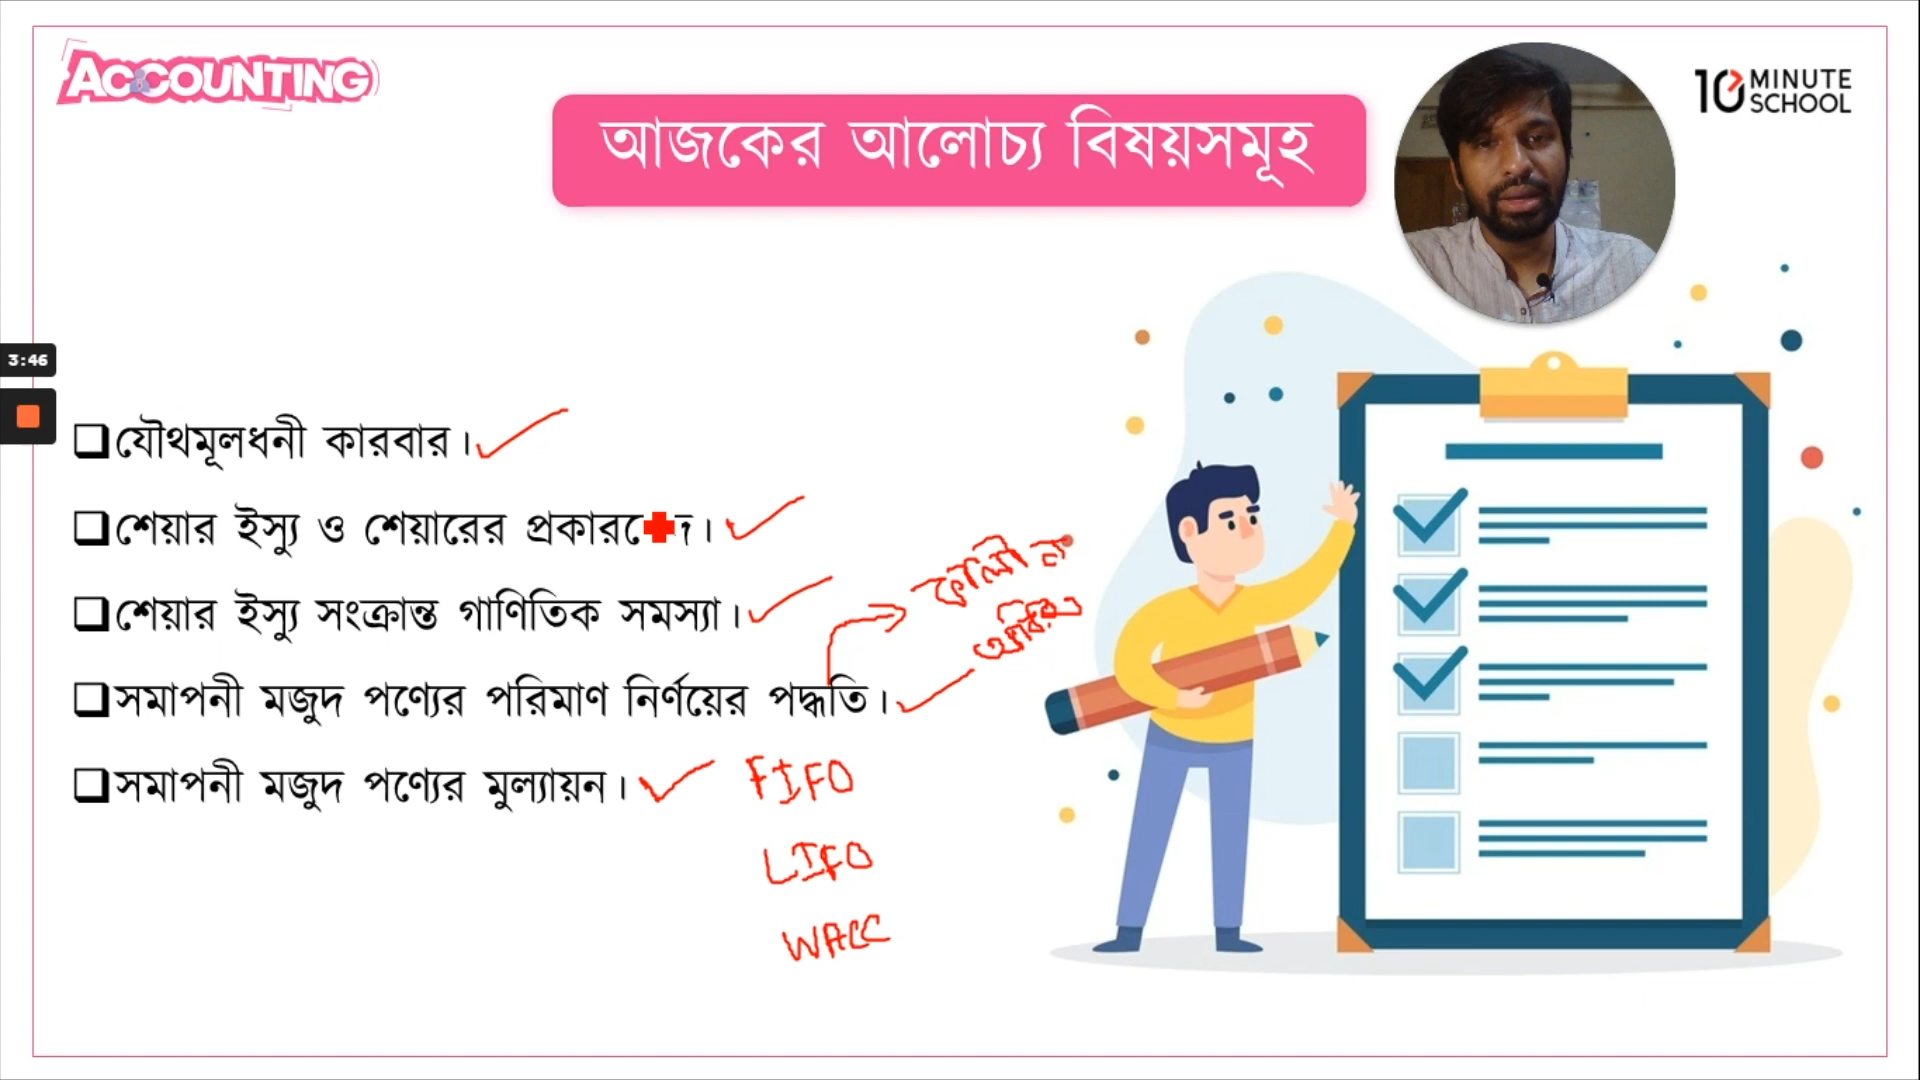 ACCOUNTING
10 MINUTE SCHOOL
আজকের আলোচ্য বিষয়সমূহ
3:46
যৌথমূলধনী কারবার।
শেয়ার ইস্যু ও শেয়ারের
শেয়ার ইস্যু সংক্রান্ত গাণিতিক সমস্যা।
কালীন
সমাপনী মজুদ পণ্যের পরিমাণ নির্ণয়ের পদ্ধতি।
সমাপনী মজুদ পণ্যের মুল্যায়ন।
FIFO
LIFO
WACC